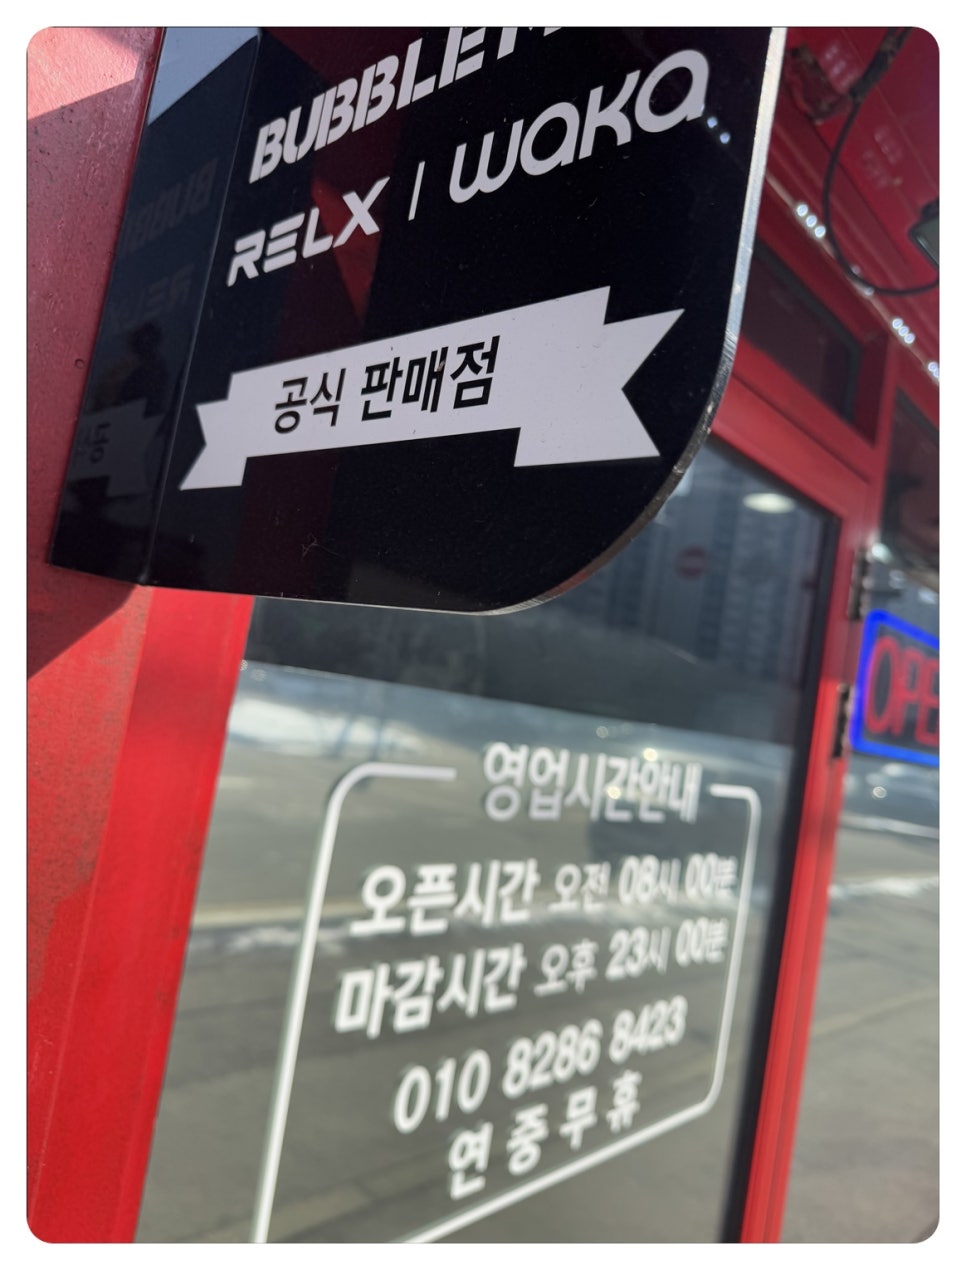 BUBBLE
RELX | WAKA
공식 판매점
OPE
영업시간안내
오픈시간 오전 08시 00분
마감시간 오후 23시 00분
010 8286 8423
연중무휴